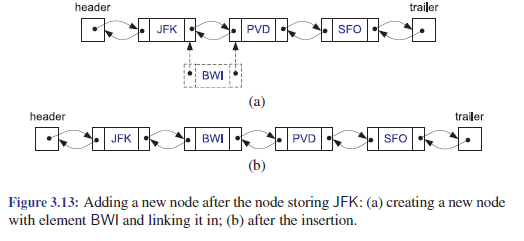 header trailer
JFK PVD SFO
BWI
(a)
header trailer
JFK BWI PVD SFO
(b)
Figure 3.13: Adding a new node after the node storing JFK: (a) creating a new node
with element BWI and linking it in; (b) after the insertion.